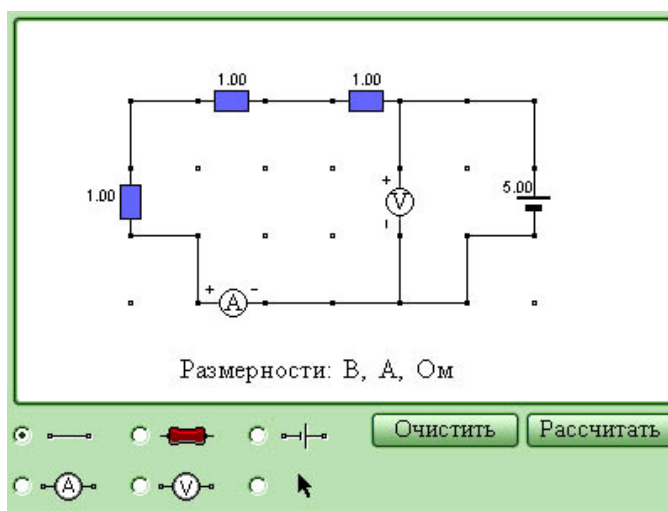 1.00 1.00
1.00
+
V
-
5.00
+ A -
Размерности: В, А, Ом
Очистить Рассчитать
A V